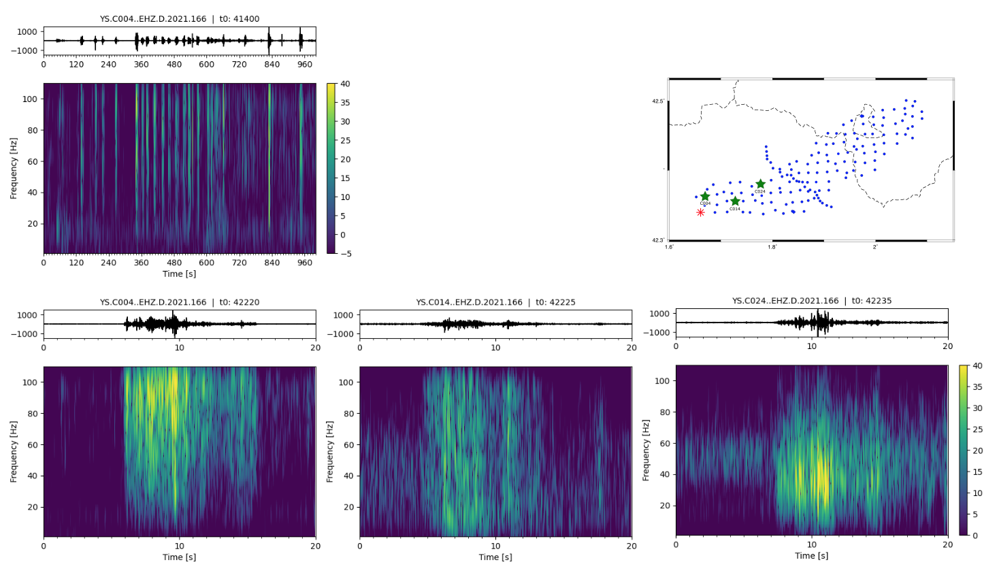 YS.C004..EHZ.D.2021.166 | t0: 41400
1000
−1000
0 120 240 360 480 600 720 840 960
Frequency [Hz]
100
80
60
40
20
0 120 240 360 480 600 720 840 960
Time [s]
40
35
30
25
20
15
10
5
0
−5
42.5°
42.3°
1.6° 1.8° 2°
C004
C014
C024
YS.C004..EHZ.D.2021.166 | t0: 42220
1000
−1000
0 10 20
Frequency [Hz]
100
80
60
40
20
0 10 20
Time [s]
YS.C014..EHZ.D.2021.166 | t0: 42225
1000
−1000
0 10 20
Frequency [Hz]
100
80
60
40
20
0 10 20
Time [s]
YS.C024..EHZ.D.2021.166 | t0: 42235
1000
−1000
0 10 20
Frequency [Hz]
100
80
60
40
20
0 10 20
Time [s]
40
35
30
25
20
15
10
5
0